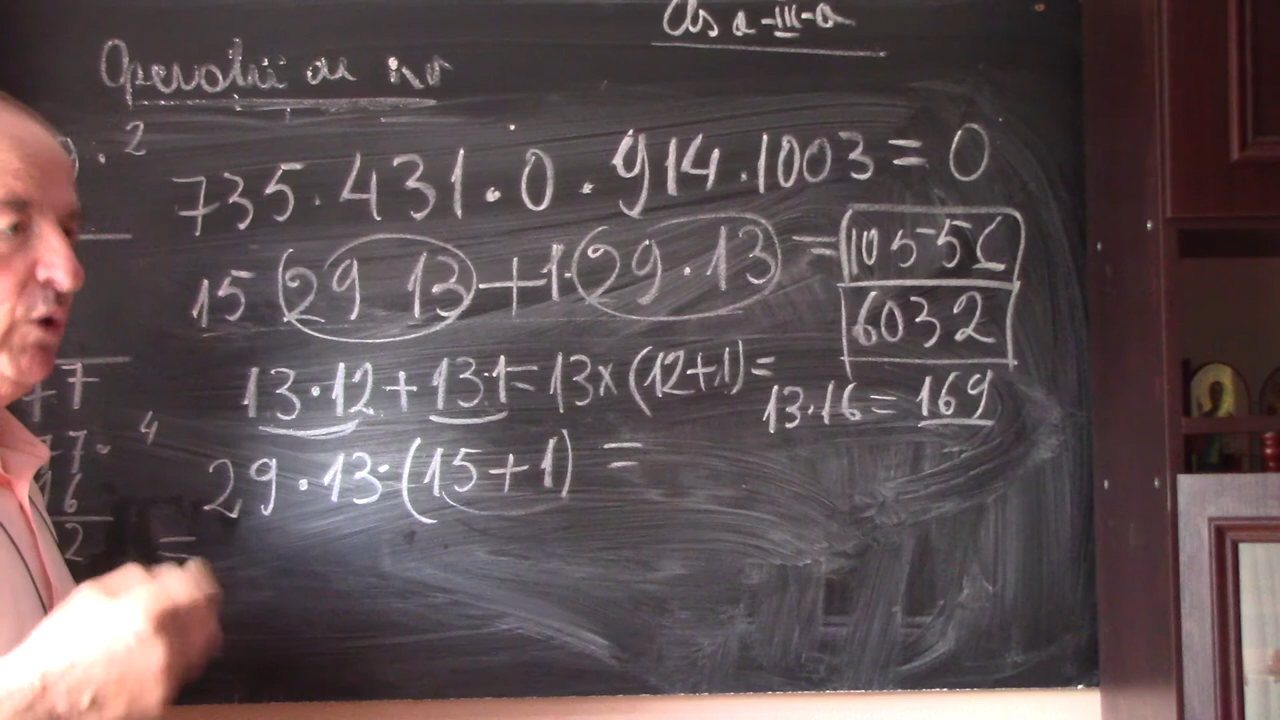 cls a-III-a
Operații cu nr
735.431.0.914.1003 = 0
15 (29 13) + 1.(29.13) =
6032
13.12 + 13.1 = 13x(12+1) =
13.16 = 169
29.13.(15+1) =